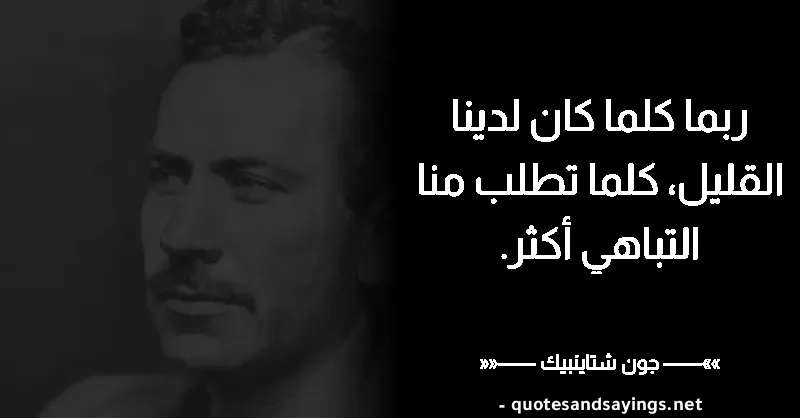 ربما كلما كان لدينا
القليل، كلما تطلب منا
التباهي أكثر.
»»—— جون شتاينبيك ——««
- quotesandsayings.net